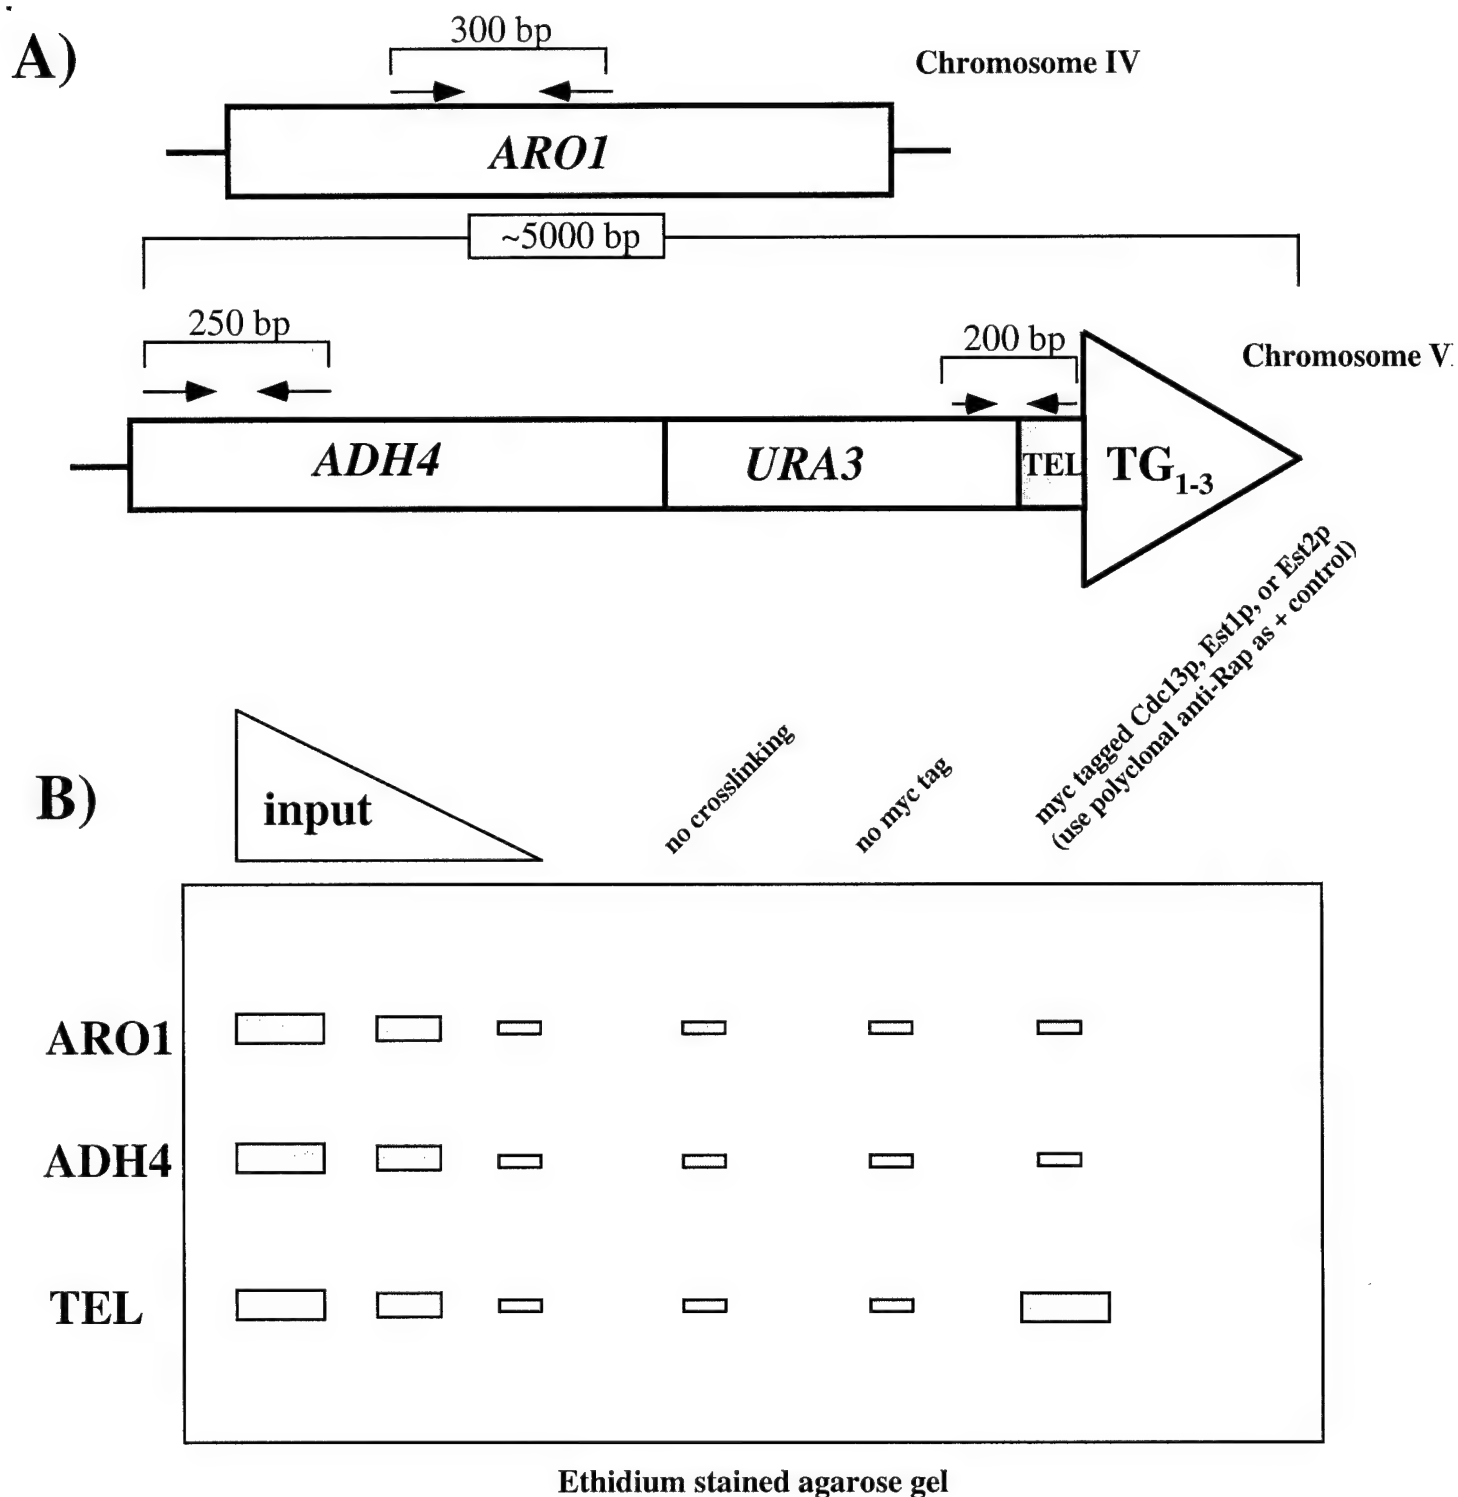 A)
300 bp
Chromosome IV
ARO1
~5000 bp
250 bp
200 bp
Chromosome V
ADH4
URA3
TEL
TG1-3
B)
input
no crosslinking
no myc tag
myc tagged Cdc13p, Est1p, or Est2p
(use polyclonal anti-Rap as + control)
ARO1
ADH4
TEL
Ethidium stained agarose gel